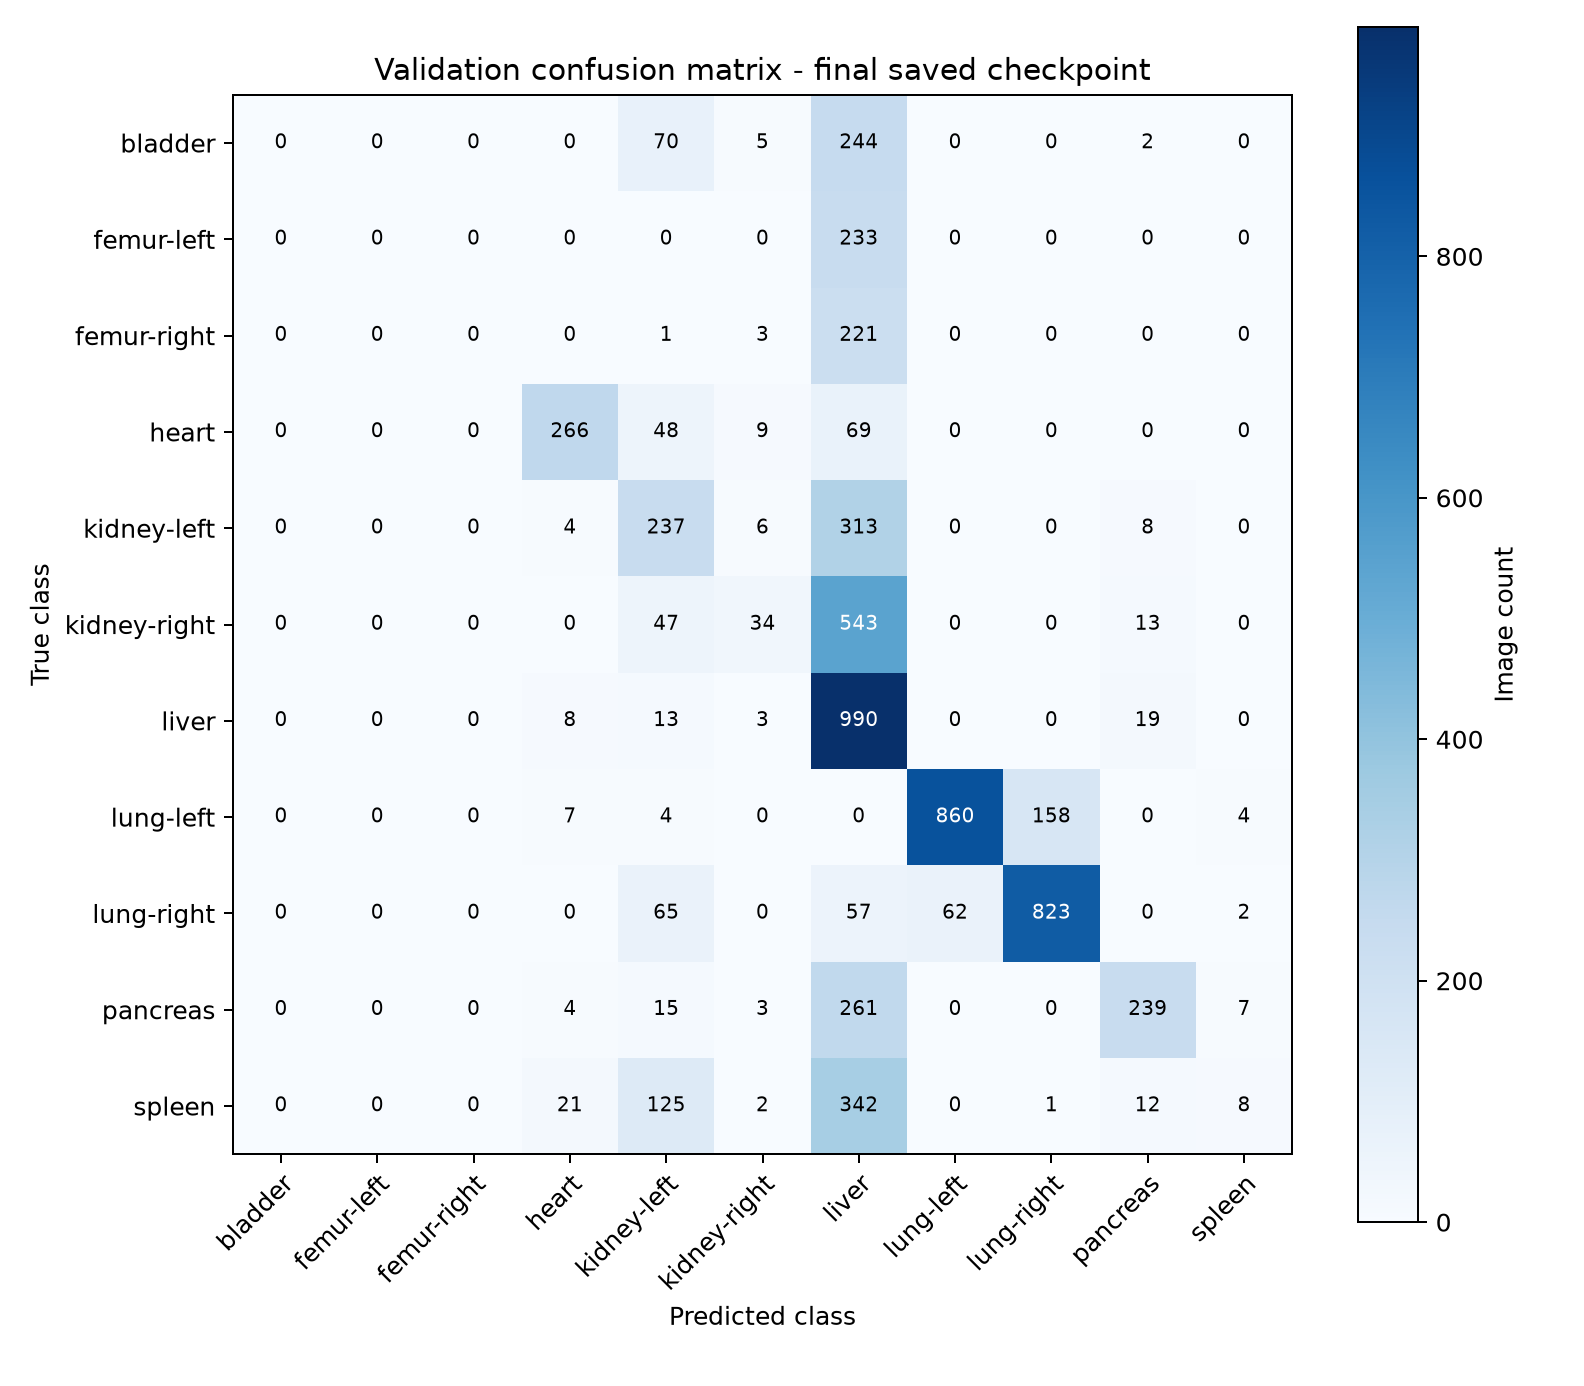 Validation confusion matrix - final saved checkpoint
bladder 0 0 0 0 70 5 244 0 0 2 0
femur-left 0 0 0 0 0 0 233 0 0 0 0
femur-right 0 0 0 0 1 3 221 0 0 0 0
heart 0 0 0 266 48 9 69 0 0 0 0
kidney-left 0 0 0 4 237 6 313 0 0 8 0
kidney-right 0 0 0 0 47 34 543 0 0 13 0
liver 0 0 0 8 13 3 990 0 0 19 0
lung-left 0 0 0 7 4 0 0 860 158 0 4
lung-right 0 0 0 0 65 0 57 62 823 0 2
pancreas 0 0 0 4 15 3 261 0 0 239 7
spleen 0 0 0 21 125 2 342 0 1 12 8
bladder femur-left femur-right heart kidney-left kidney-right liver lung-left lung-right pancreas spleen
Predicted class
True class
800
600
400
200
0
Image count